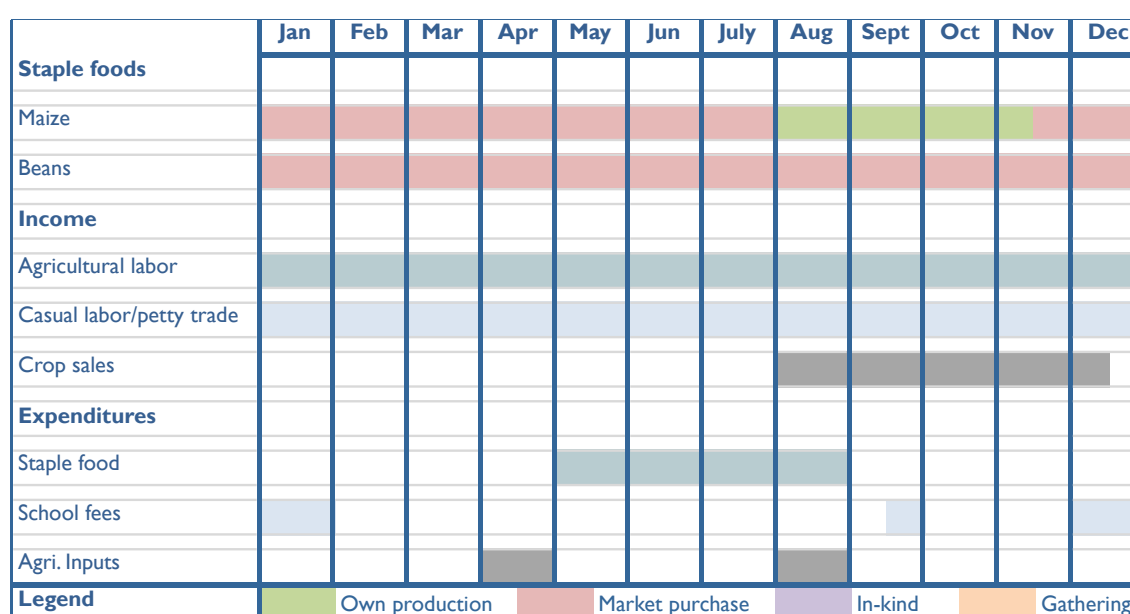 Jan Feb Mar Apr May Jun July Aug Sept Oct Nov Dec
Staple foods
Maize
Beans
Income
Agricultural labor
Casual labor/petty trade
Crop sales
Expenditures
Staple food
School fees
Agri. Inputs
Legend Own production Market purchase In-kind Gathering